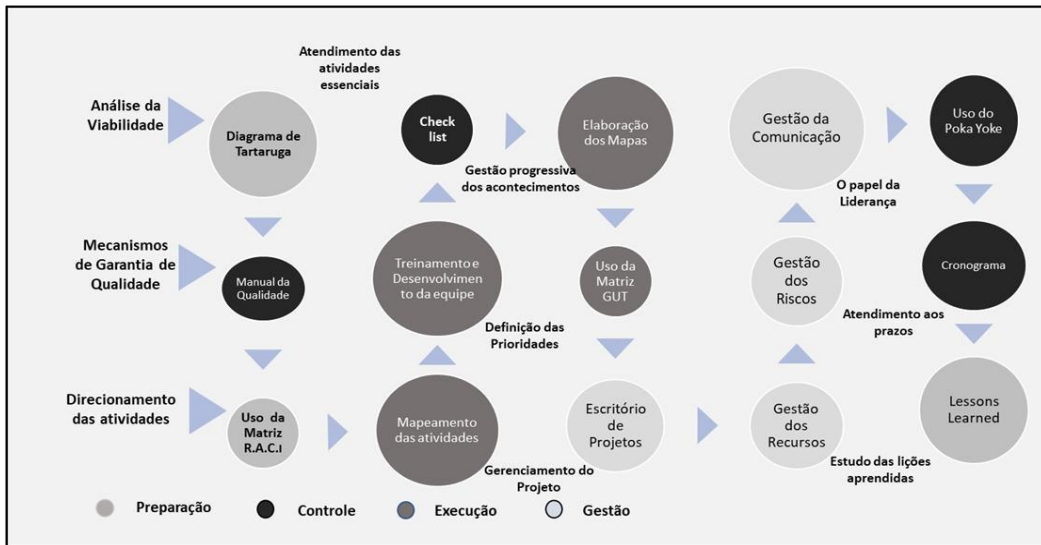 Atendimento das
atividades
essenciais
Análise da
Viabilidade
Diagrama de
Tartaruga
Check
list
Elaboração
dos Mapas
Gestão da
Comunicação
Uso do
Poka Yoke
Gestão progressiva
dos acontecimentos
O papel da
Liderança
Mecanismos
de Garantia de
Qualidade
Manual da
Qualidade
Treinamento e
Desenvolvimen
to da equipe
Uso da
Matriz
GUT
Gestão
dos
Riscos
Cronograma
Definição das
Prioridades
Atendimento aos
prazos
Direcionamento
das atividades
Uso da
Matriz
R.A.C.I
Mapeamento
das atividades
Escritório
de
Projetos
Gestão
dos
Recursos
Lessons
Learned
Gerenciamento do
Projeto
Estudo das lições
aprendidas
Preparação
Controle
Execução
Gestão